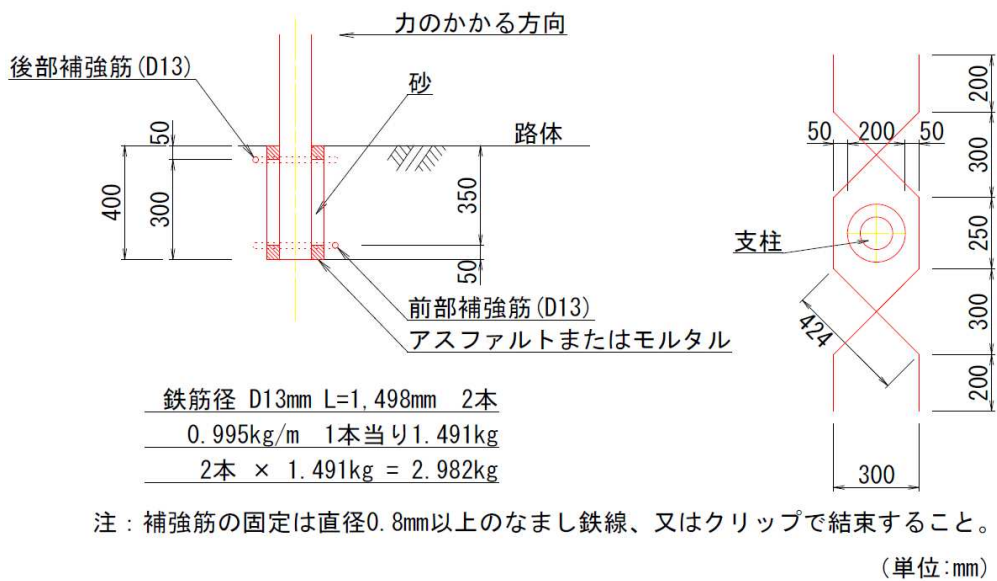 力のかかる方向
後部補強筋(D13)
砂
路体
50
400
300
350
50
前部補強筋(D13)
アスファルトまたはモルタル
200
50 200 50
300
支柱
250
424
300
200
300
鉄筋径 D13mm L=1,498mm 2本
0.995kg/m 1本当り1.491kg
2本 × 1.491kg = 2.982kg
注：補強筋の固定は直径0.8mm以上のなまし鉄線、又はクリップで結束すること。
(単位:mm)